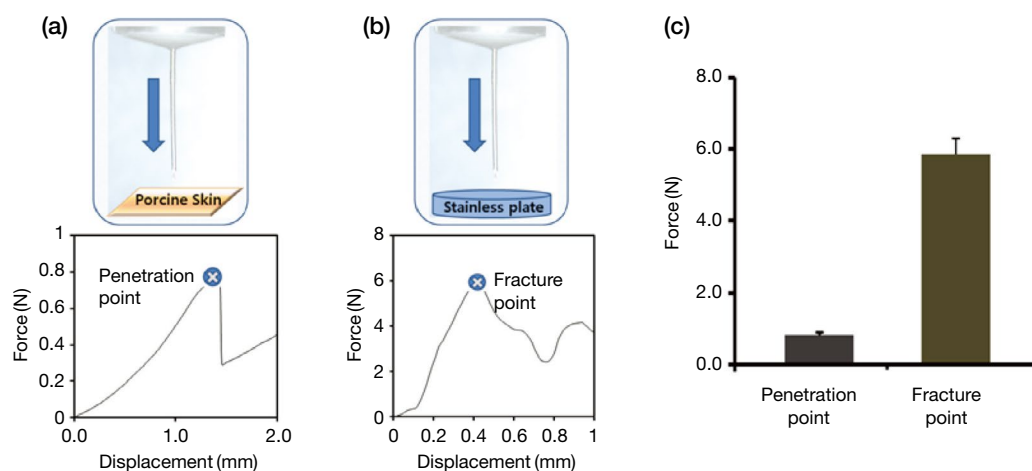 (a)
Porcine Skin
1
0.8
0.6
0.4
0.2
0
Force (N)
Penetration
point
0.0
1.0
2.0
Displacement (mm)
(b)
Stainless plate
8
6
4
2
0
Force (N)
Fracture
point
0
0.2
0.4
0.6
0.8
1
Displacement (mm)
(c)
8.0
6.0
4.0
2.0
0.0
Force (N)
Penetration
point
Fracture
point